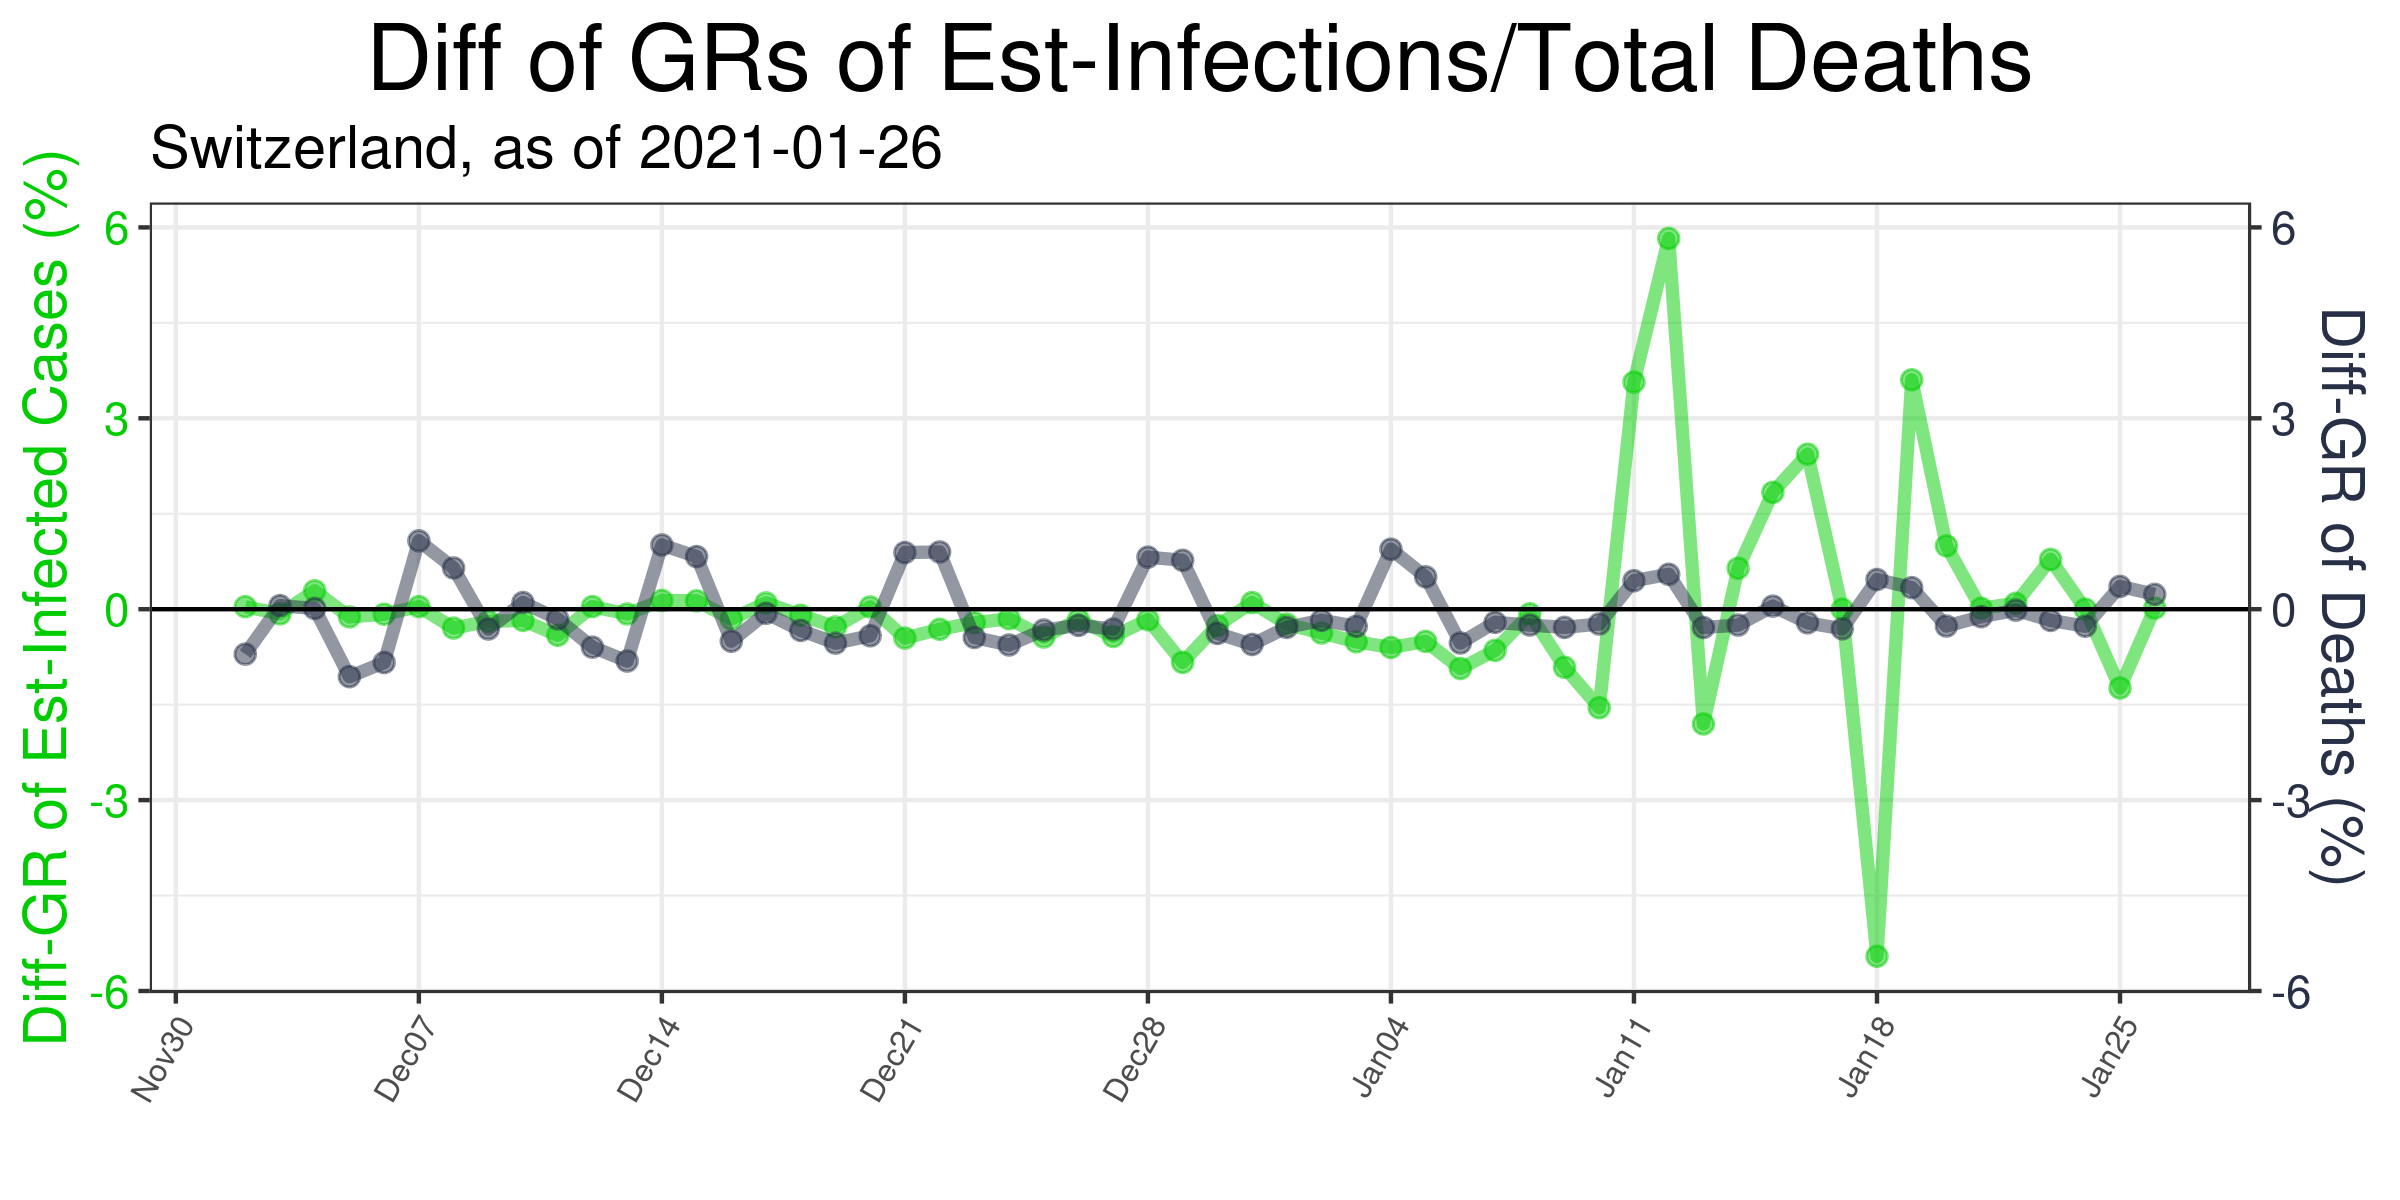 Diff of GRs of Est-Infections/Total Deaths
Switzerland, as of 2021-01-26
Diff-GR of Est-Infected Cases (%)
6
3
0
-3
-6
6
3
0
-3
-6
Diff-GR of Deaths (%)
Nov30
Dec07
Dec14
Dec21
Dec28
Jan04
Jan11
Jan18
Jan25